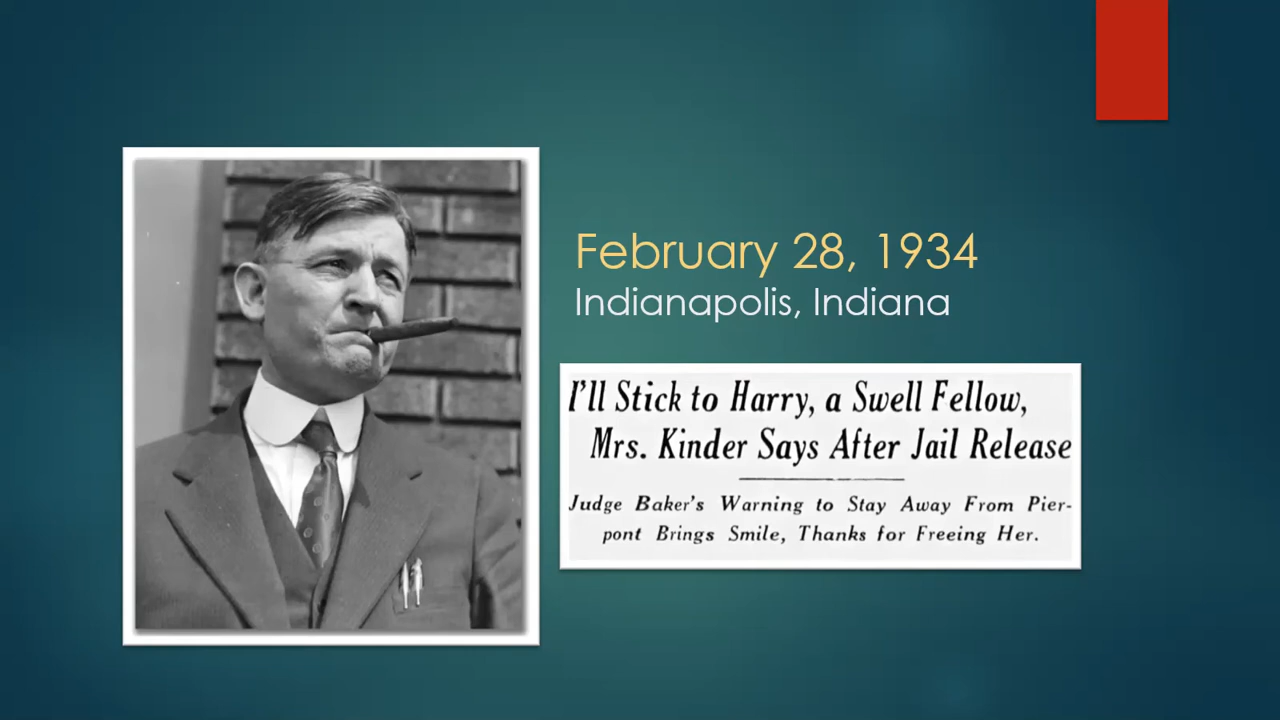 February 28, 1934
Indianapolis, Indiana
I'll Stick to Harry, a Swell Fellow,
Mrs. Kinder Says After Jail Release
Judge Baker's Warning to Stay Away From Pier-
pont Brings Smile, Thanks for Freeing Her.